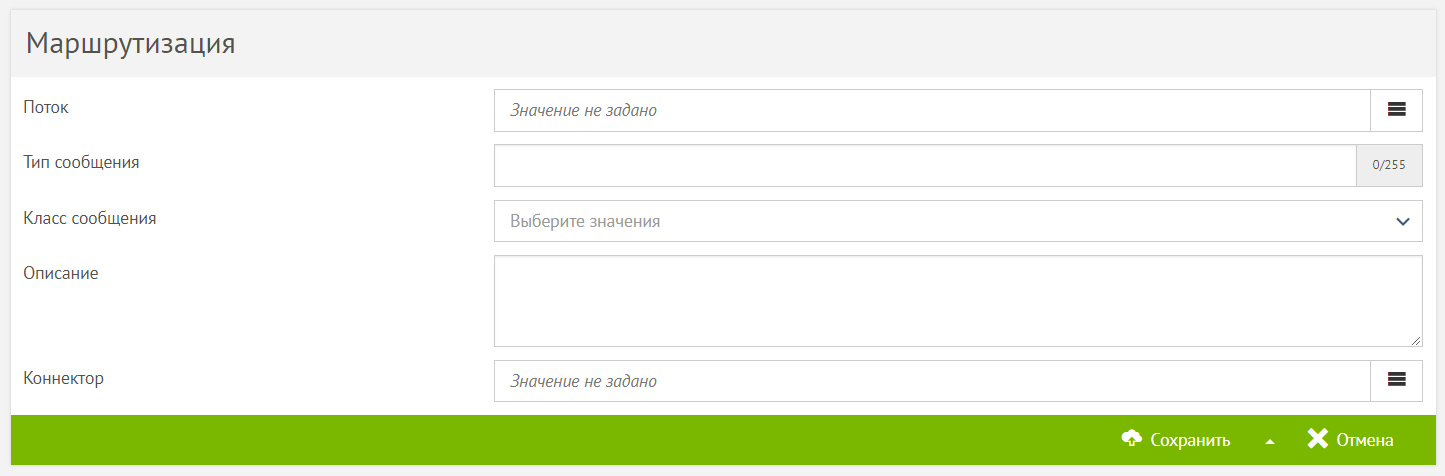 Маршрутизация
Поток
Значение не задано
Тип сообщения
0/255
Класс сообщения
Выберите значения
Описание
Коннектор
Значение не задано
Сохранить
Отмена